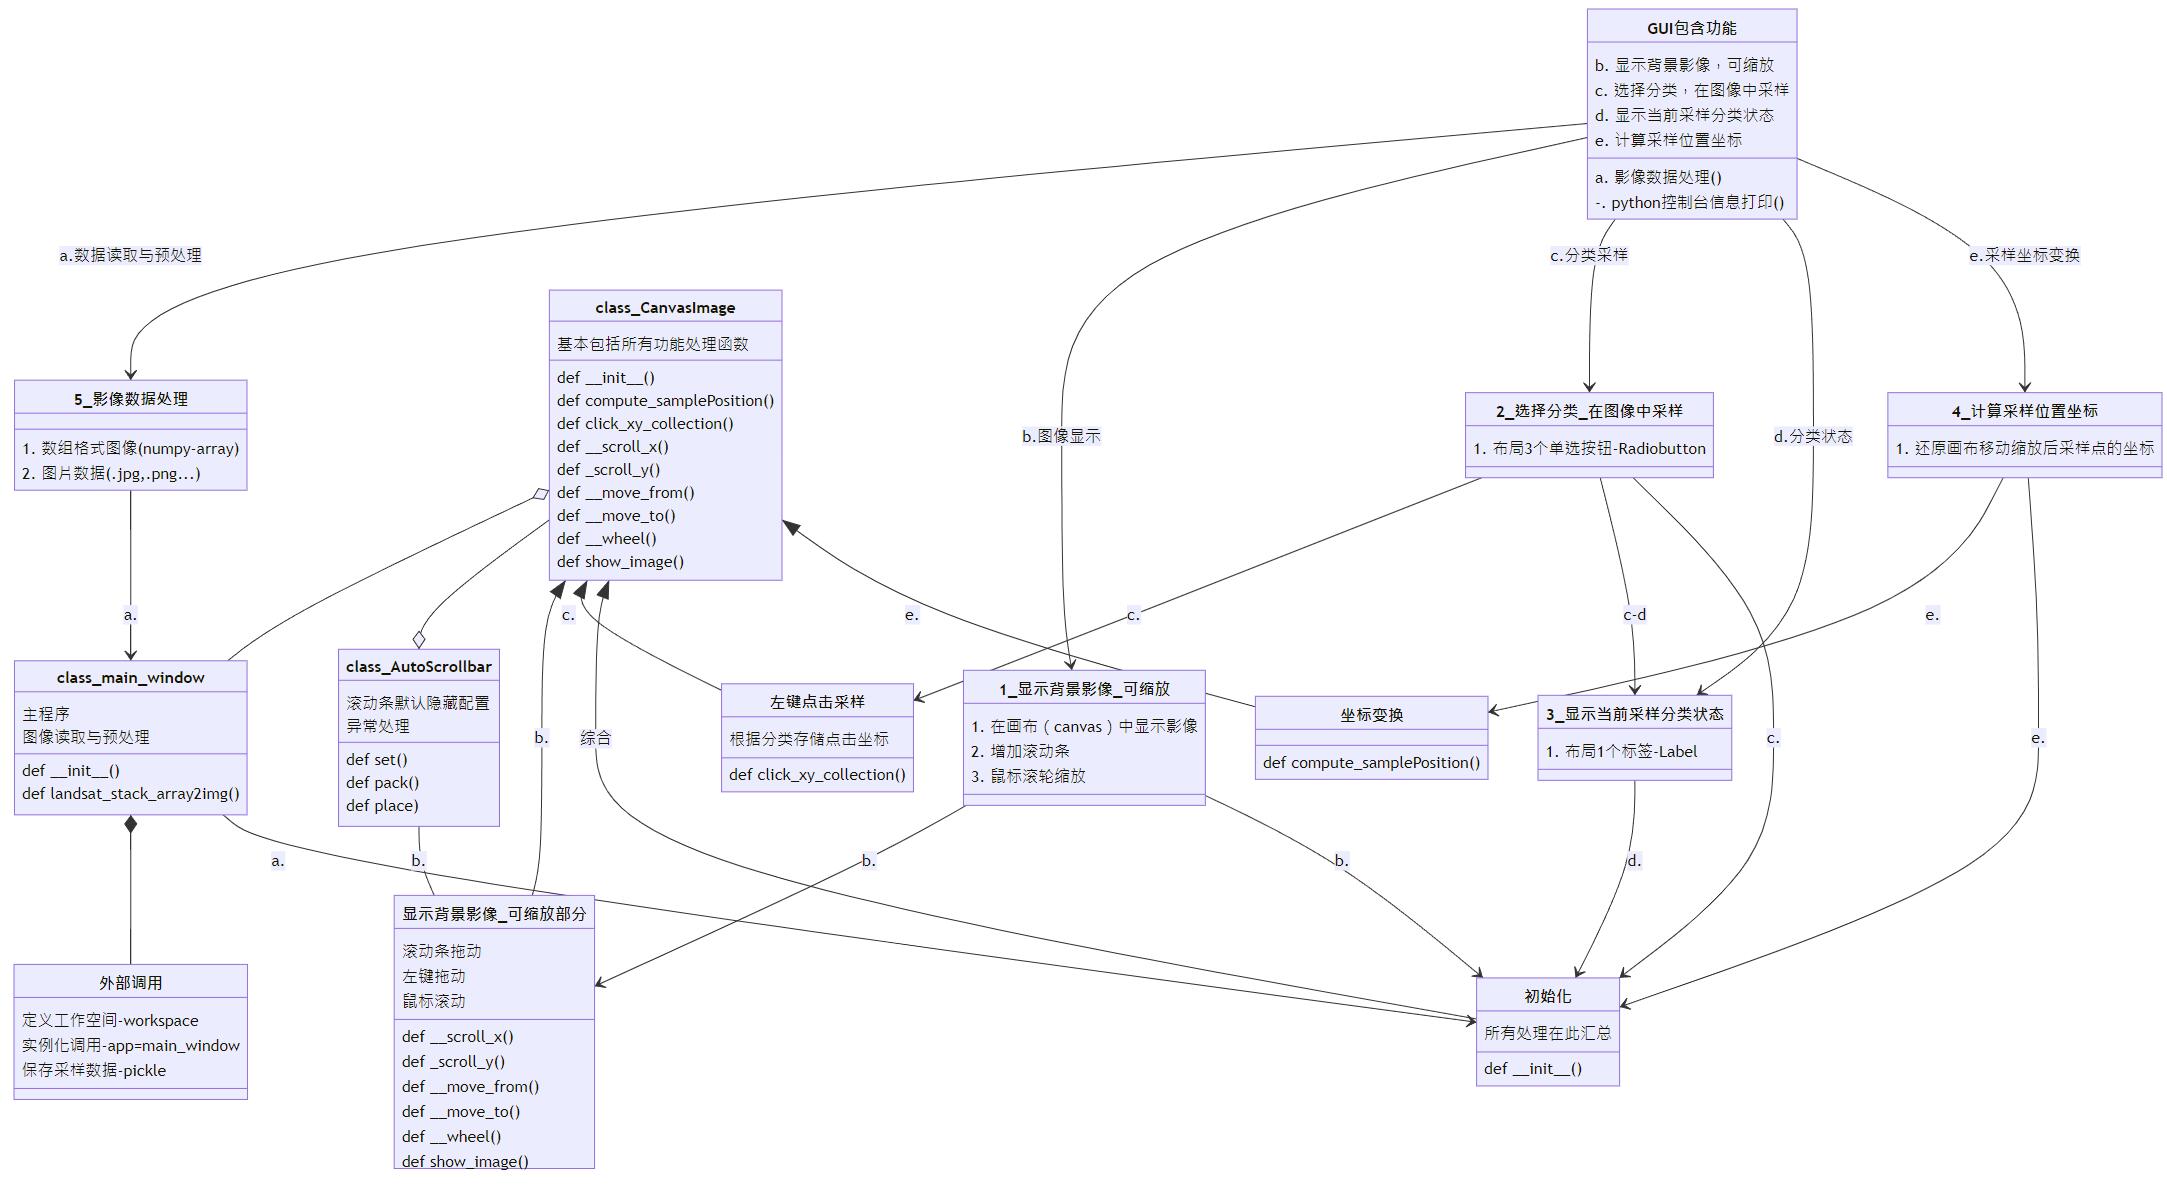 GUI包含功能
b. 显示背景影像，可缩放
c. 选择分类，在图像中采样
d. 显示当前采样分类状态
e. 计算采样位置坐标
a. 影像数据处理()
-. python控制台信息打印()
a.数据读取与预处理
c.分类采样
e.采样坐标变换
b.图像显示
d.分类状态
class_CanvasImage
基本包括所有功能处理函数
def __init__()
def compute_samplePosition()
def click_xy_collection()
def __scroll_x()
def _scroll_y()
def __move_from()
def __move_to()
def __wheel()
def show_image()
5_影像数据处理
1. 数组格式图像(numpy-array)
2. 图片数据(.jpg,.png...)
2_选择分类_在图像中采样
1. 布局3个单选按钮-Radiobutton
4_计算采样位置坐标
1. 还原画布移动缩放后采样点的坐标
a.
c.
e.
c.
c-d
e.
class_main_window
主程序
图像读取与预处理
def __init__()
def landsat_stack_array2img()
class_AutoScrollbar
滚动条默认隐藏配置
异常处理
def set()
def pack()
def place)
b.
综合
左键点击采样
根据分类存储点击坐标
def click_xy_collection()
1_显示背景影像_可缩放
1. 在画布（canvas）中显示影像
2. 增加滚动条
3. 鼠标滚轮缩放
坐标变换
def compute_samplePosition()
3_显示当前采样分类状态
1. 布局1个标签-Label
c.
e.
a.
b.
b.
b.
d.
显示背景影像_可缩放部分
滚动条拖动
左键拖动
鼠标滚动
def __scroll_x()
def _scroll_y()
def __move_from()
def __move_to()
def __wheel()
def show_image()
外部调用
定义工作空间-workspace
实例化调用-app=main_window
保存采样数据-pickle
初始化
所有处理在此汇总
def __init__()